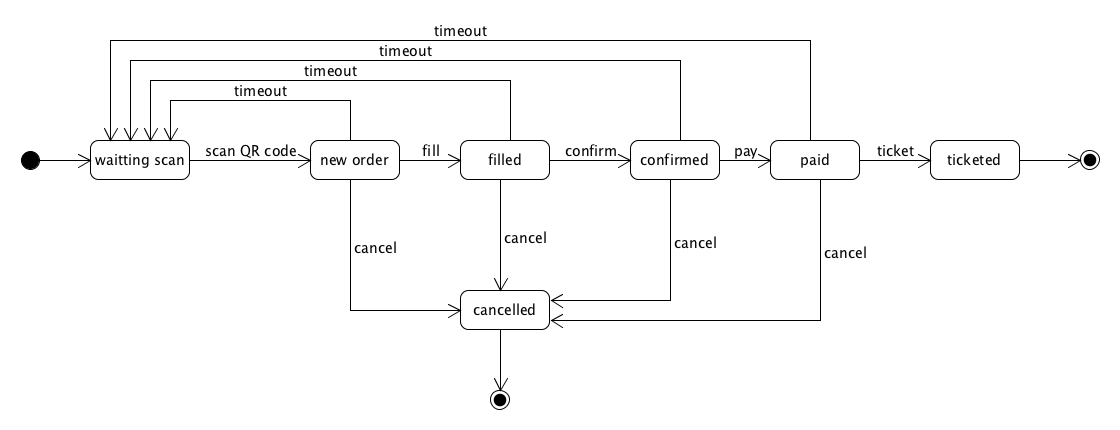 timeout
timeout
timeout
timeout
waitting scan
scan QR code
new order
fill
filled
confirm
confirmed
pay
paid
ticket
ticketed
cancel
cancel
cancel
cancel
cancelled